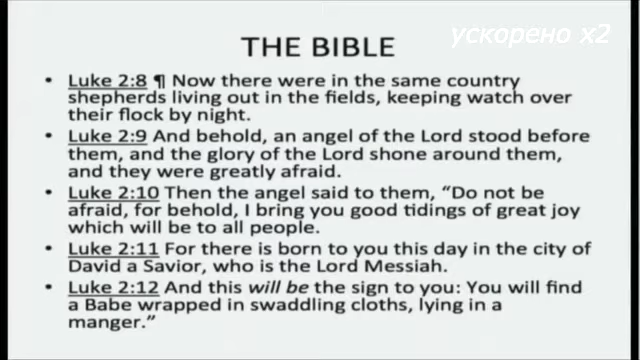 ускорено x2
THE BIBLE
• Luke 2:8 ¶ Now there were in the same country
shepherds living out in the fields, keeping watch over
their flock by night.
• Luke 2:9 And behold, an angel of the Lord stood before
them, and the glory of the Lord shone around them,
and they were greatly afraid.
• Luke 2:10 Then the angel said to them, “Do not be
afraid, for behold, I bring you good tidings of great joy
which will be to all people.
• Luke 2:11 For there is born to you this day in the city of
David a Savior, who is the Lord Messiah.
• Luke 2:12 And this will be the sign to you: You will find
a Babe wrapped in swaddling cloths, lying in a
manger.”